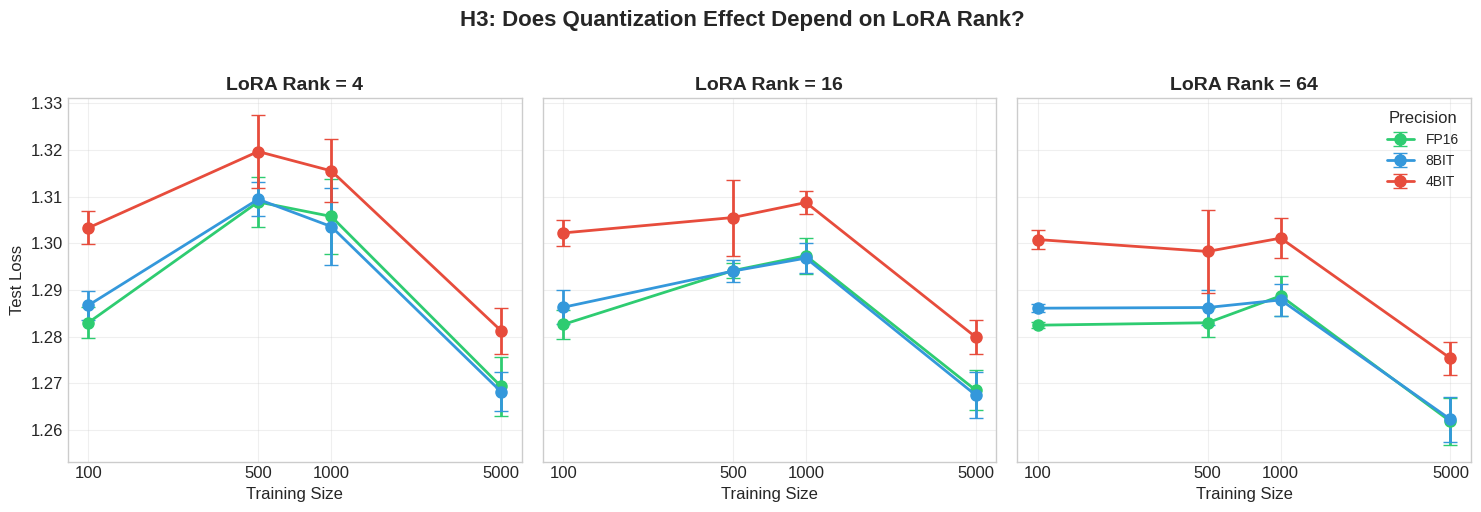 H3: Does Quantization Effect Depend on LoRA Rank?
LoRA Rank = 4
LoRA Rank = 16
LoRA Rank = 64
Test Loss
1.33
1.32
1.31
1.30
1.29
1.28
1.27
1.26
Precision
FP16
8BIT
4BIT
100 500 1000 5000
100 500 1000 5000
100 500 1000 5000
Training Size
Training Size
Training Size